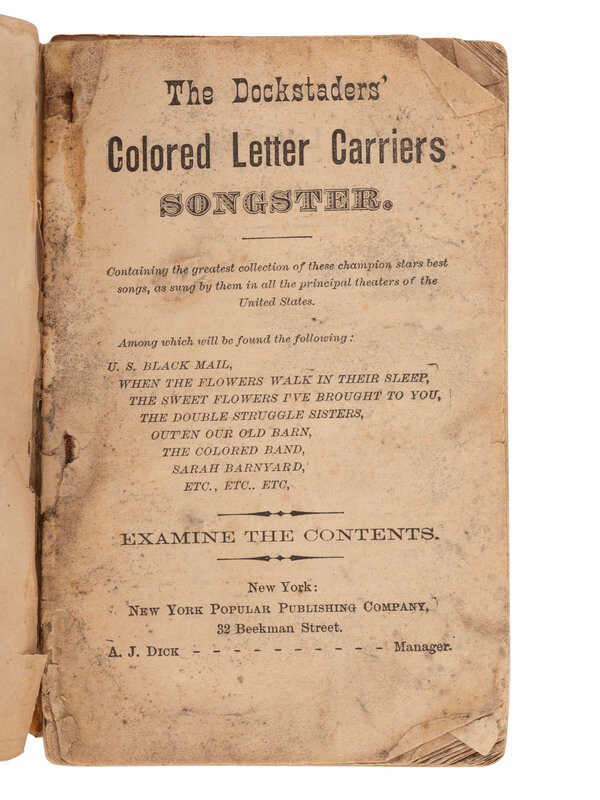 The Dockstaders'
Colored Letter Carriers
SONGSTER.
Containing the greatest collection of these champion stars best
songs, as sung by them in all the principal theaters of the
United States.
Among which will be found the following:
U. S. BLACK MAIL,
WHEN THE FLOWERS WALK IN THEIR SLEEP,
THE SWEET FLOWERS I'VE BROUGHT TO YOU,
THE DOUBLE STRUGGLE SISTERS,
OUT'EN OUR OLD BARN,
THE COLORED BAND,
SARAH BARNYARD,
ETC., ETC.. ETC,
EXAMINE THE CONTENTS.
New York:
NEW YORK POPULAR PUBLISHING COMPANY,
32 Beekman Street.
A. J. DICK - - - - - - - - - - Manager.